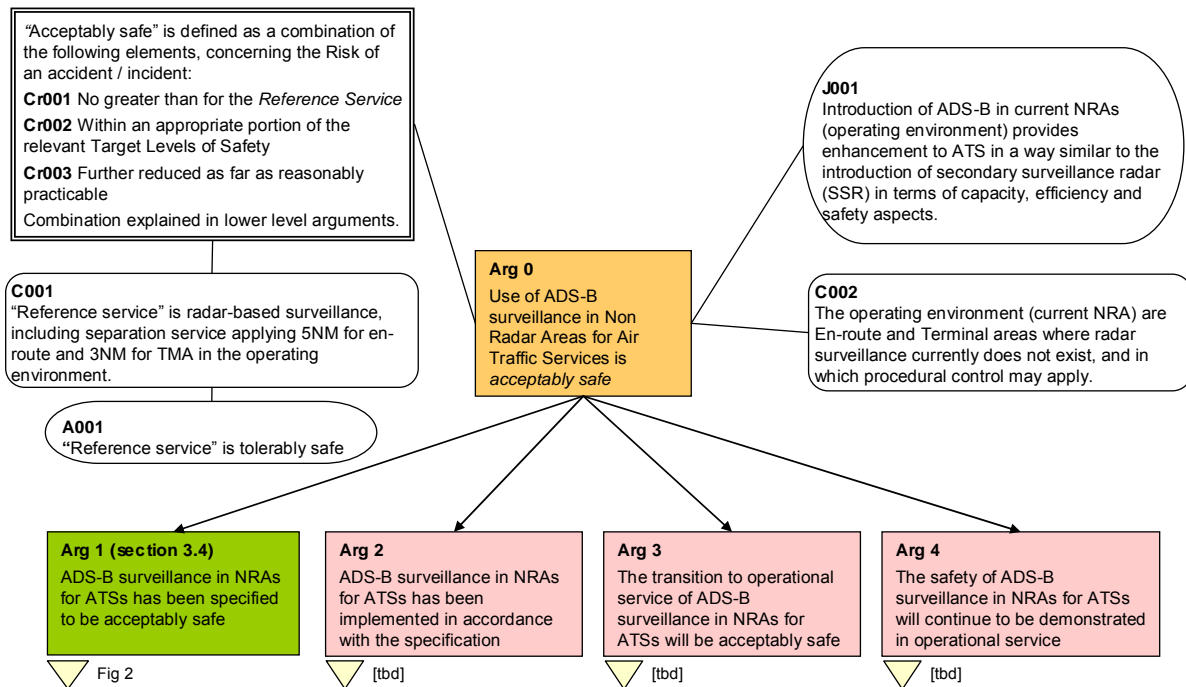 “Acceptably safe” is defined as a combination of
the following elements, concerning the Risk of
an accident / incident:
Cr001 No greater than for the Reference Service
Cr002 Within an appropriate portion of the
relevant Target Levels of Safety
Cr003 Further reduced as far as reasonably
practicable
Combination explained in lower level arguments.
J001
Introduction of ADS-B in current NRAs
(operating environment) provides
enhancement to ATS in a way similar to the
introduction of secondary surveillance radar
(SSR) in terms of capacity, efficiency and
safety aspects.
C001
“Reference service” is radar-based surveillance,
including separation service applying 5NM for en-
route and 3NM for TMA in the operating
environment.
A001
“Reference service” is tolerably safe
Arg 0
Use of ADS-B
surveillance in Non
Radar Areas for Air
Traffic Services is
acceptably safe
C002
The operating environment (current NRA) are
En-route and Terminal areas where radar
surveillance currently does not exist, and in
which procedural control may apply.
Arg 1 (section 3.4)
ADS-B surveillance in NRAs
for ATSs has been specified
to be acceptably safe
Fig 2
Arg 2
ADS-B surveillance in NRAs
for ATSs has been
implemented in accordance
with the specification
[tbd]
Arg 3
The transition to operational
service of ADS-B
surveillance in NRAs for
ATSs will be acceptably safe
[tbd]
Arg 4
The safety of ADS-B
surveillance in NRAs for ATSs
will continue to be demonstrated
in operational service
[tbd]